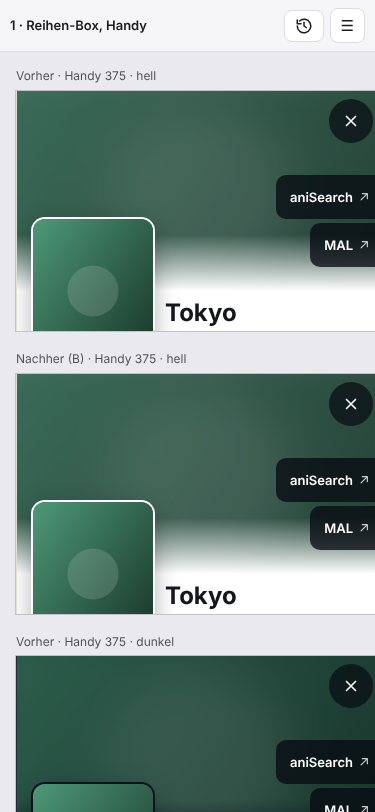 1 · Reihen-Box, Handy
Vorher · Handy 375 · hell
aniSearch ↗
MAL ↗
Tokyo
Nachher (B) · Handy 375 · hell
aniSearch ↗
MAL ↗
Tokyo
Vorher · Handy 375 · dunkel
aniSearch ↗
MAL ↗